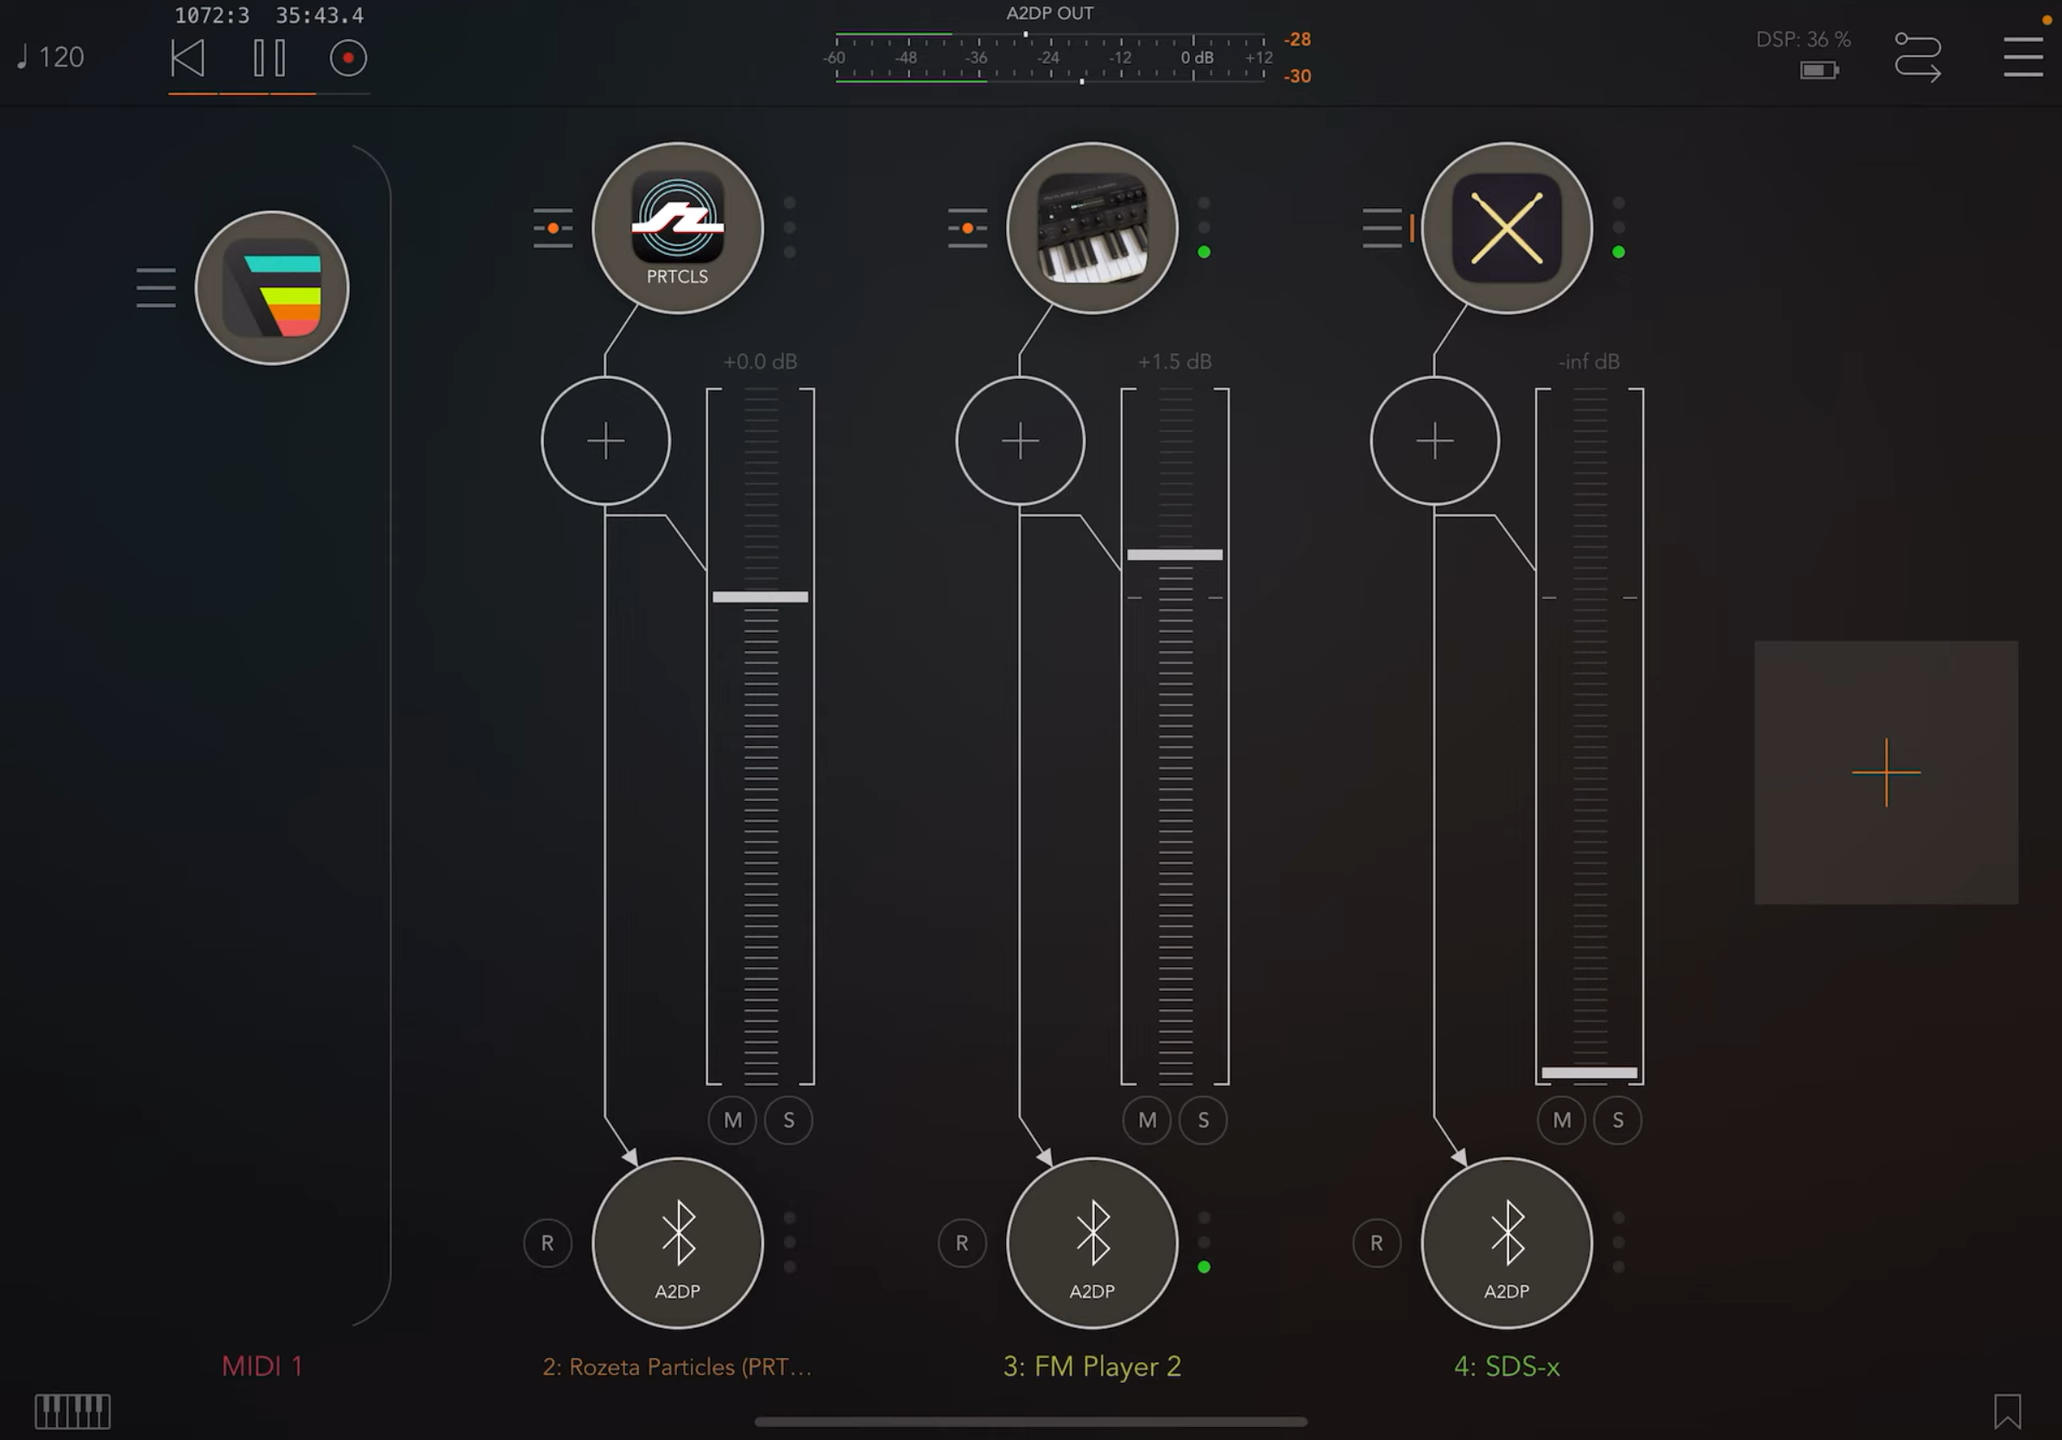 1072:3 35:43.4
♩ 120
A2DP OUT
-60 -48 -36 -24 -12 0 dB +12
-28
-30
DSP: 36 %
PRTCLS
+0.0 dB
+1.5 dB
-inf dB
M S
M S
M S
R
A2DP
R
A2DP
R
A2DP
MIDI 1
2: Rozeta Particles (PRT...
3: FM Player 2
4: SDS-x